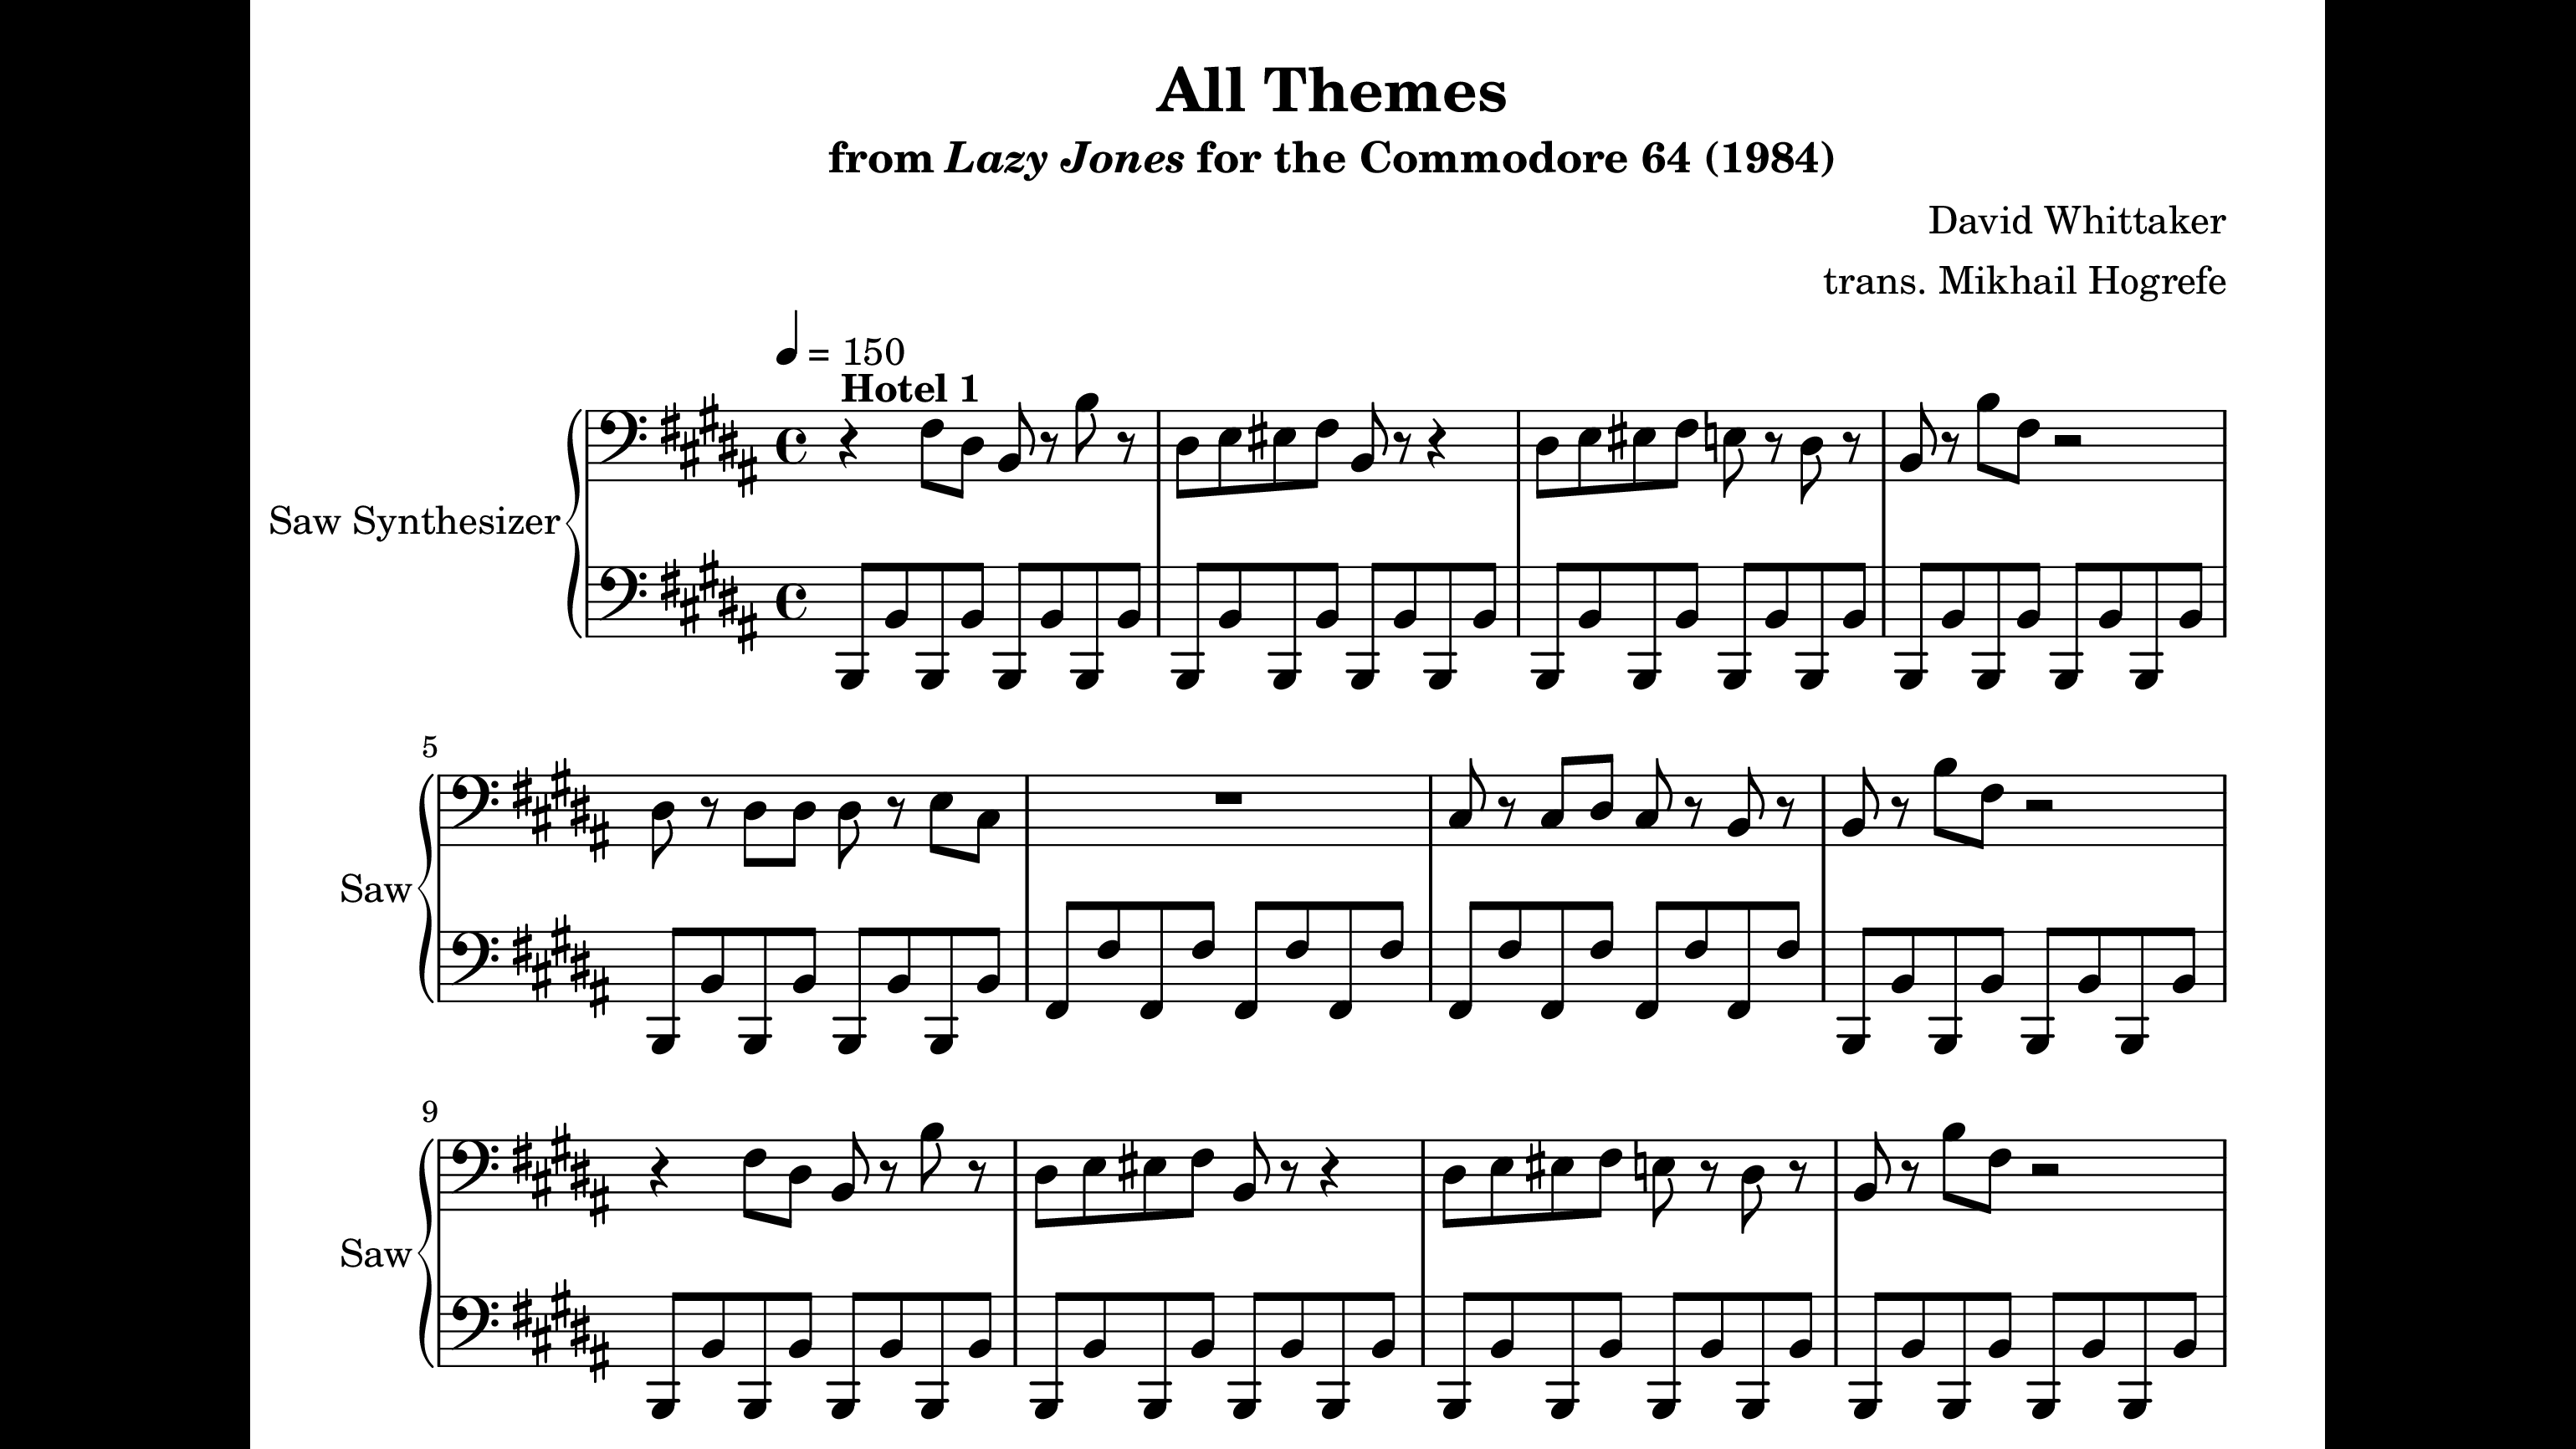 All Themes
from Lazy Jones for the Commodore 64 (1984)
David Whittaker
trans. Mikhail Hogrefe
= 150
Hotel 1
Saw Synthesizer
5
Saw
9
Saw